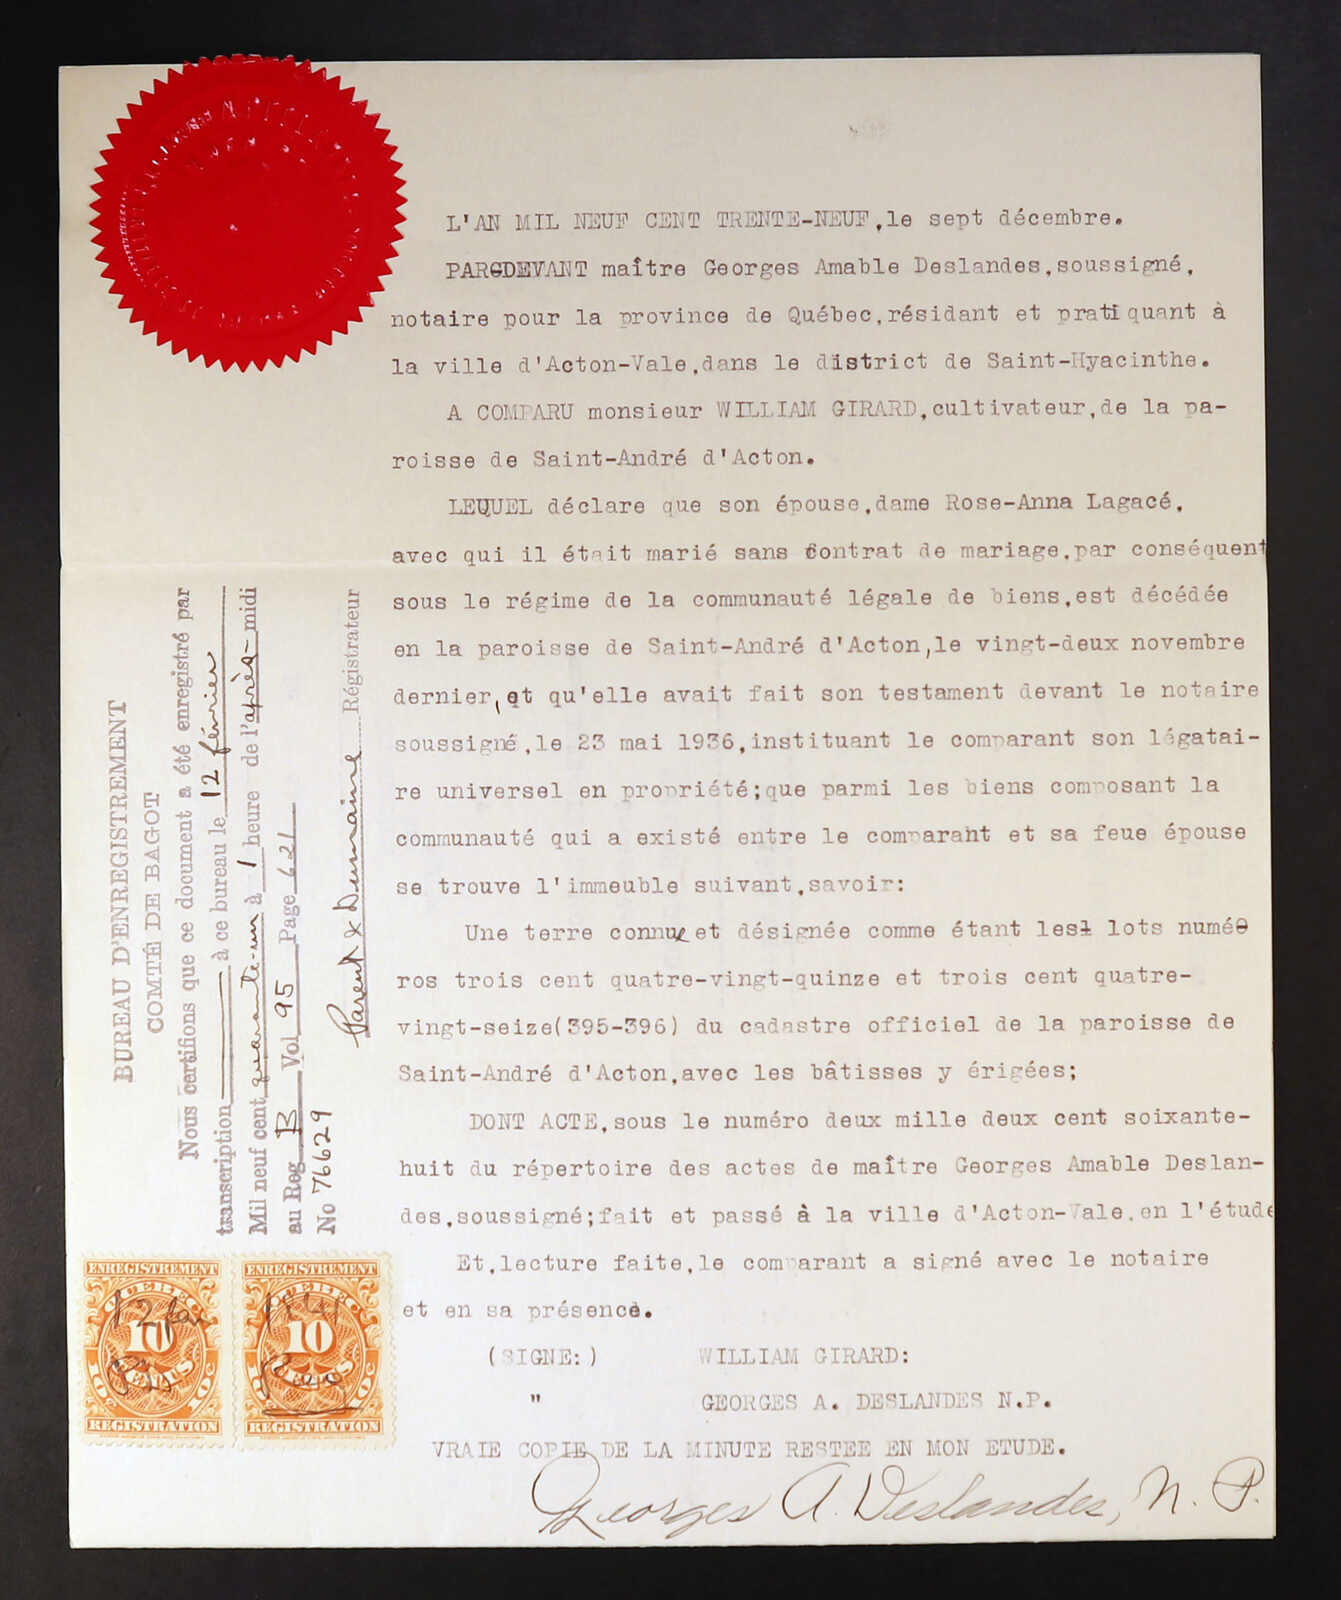 L'AN MIL NEUF CENT TRENTE-NEUF,le sept décembre.
PARDEVANT maître Georges Amable Deslandes,soussigné,
notaire pour la province de Québec,résidant et pratiquant à
la ville d'Acton-Vale,dans le district de Saint-Hyacinthe.
A COMPARU monsieur WILLIAM GIRARD,cultivateur,de la pa-
roisse de Saint-André d'Acton.
LEQUEL déclare que son épouse,dame Rose-Anna Lagacé,
avec qui il était marié sans contrat de mariage,par conséquent
sous le régime de la communauté légale de biens,est décédée
en la paroisse de Saint-André d'Acton,le vingt-deux novembre
dernier,et qu'elle avait fait son testament devant le notaire
soussigné,le 23 mai 1936,instituant le comparant son légatai-
re universel en propriété;que parmi les biens composant la
communauté qui a existé entre le comparant et sa feue épouse
se trouve l'immeuble suivant,savoir:
Une terre connue et désignée comme étant les lots numé
ros trois cent quatre-vingt-quinze et trois cent quatre-
vingt-seize(395-396) du cadastre officiel de la paroisse de
Saint-André d'Acton,avec les bâtisses y érigées;
DONT ACTE,sous le numéro deux mille deux cent soixante-
huit du répertoire des actes de maître Georges Amable Deslan-
des,soussigné;fait et passé à la ville d'Acton-Vale,en l'étude
Et,lecture faite,le comparant a signé avec le notaire
et en sa présence.
(SIGNE:) WILLIAM GIRARD:
" GEORGES A. DESLANDES N.P.
VRAIE COPIE DE LA MINUTE RESTEE EN MON ETUDE.
Georges A. Deslandes, N. P.
BUREAU D'ENREGISTREMENT
COMTÉ DE BAGOT
Nous certifions que ce document a été enregistré par
transcription à ce bureau le 12 février
Mil neuf cent quarante-un à 1 heure de l'après-midi
au Reg B Vol 95 Page 621
No 76629
Parent & Dumaine Régistrateur
ENREGISTREMENT
QUEBEC
10
CENTS
10c 10c
REGISTRATION
12
ENREGISTREMENT
QUEBEC
10
CENTS
10c 10c
REGISTRATION
1941